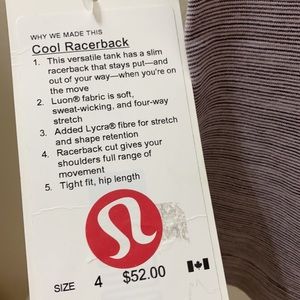 WHY WE MADE THIS
Cool Racerback
1. This versatile tank has a slim
racerback that stays put—and
out of your way—when you're on
the move
2. Luon® fabric is soft,
sweat-wicking, and four-way
stretch
3. Added Lycra® fibre for stretch
and shape retention
4. Racerback cut gives your
shoulders full range of
movement
5. Tight fit, hip length
SIZE 4 $52.00